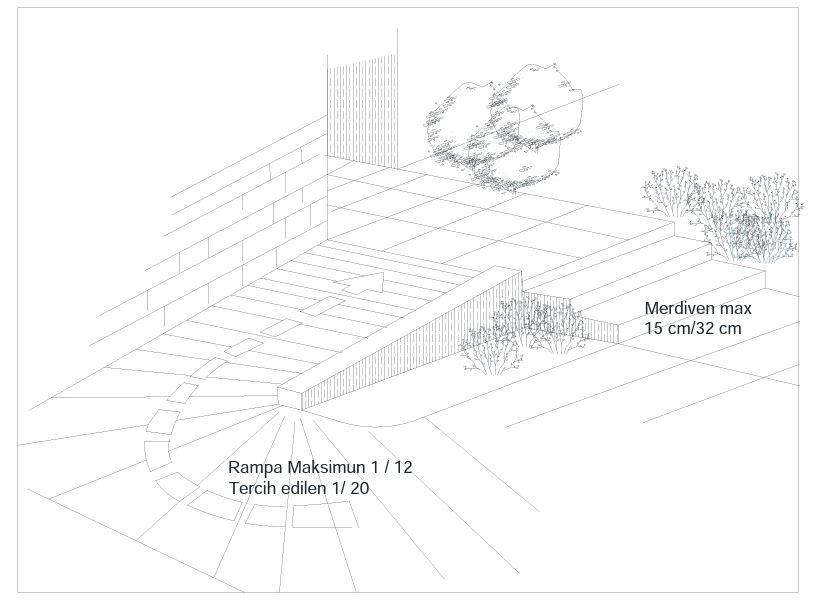 Merdiven max
15 cm/32 cm
Rampa Maksimun 1 / 12
Tercih edilen 1/ 20